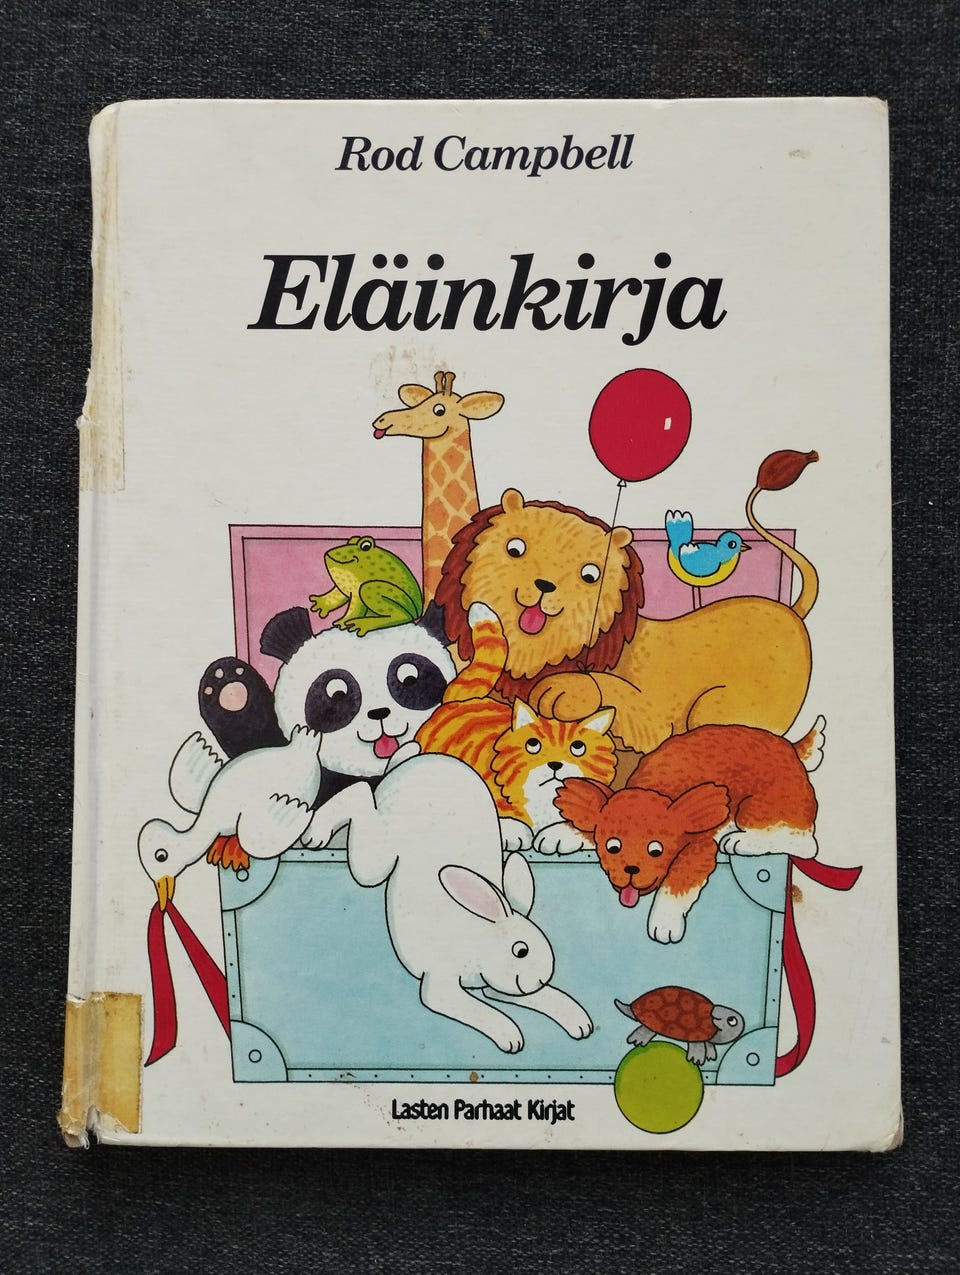 Rod Campbell
Eläinkirja
Lasten Parhaat Kirjat